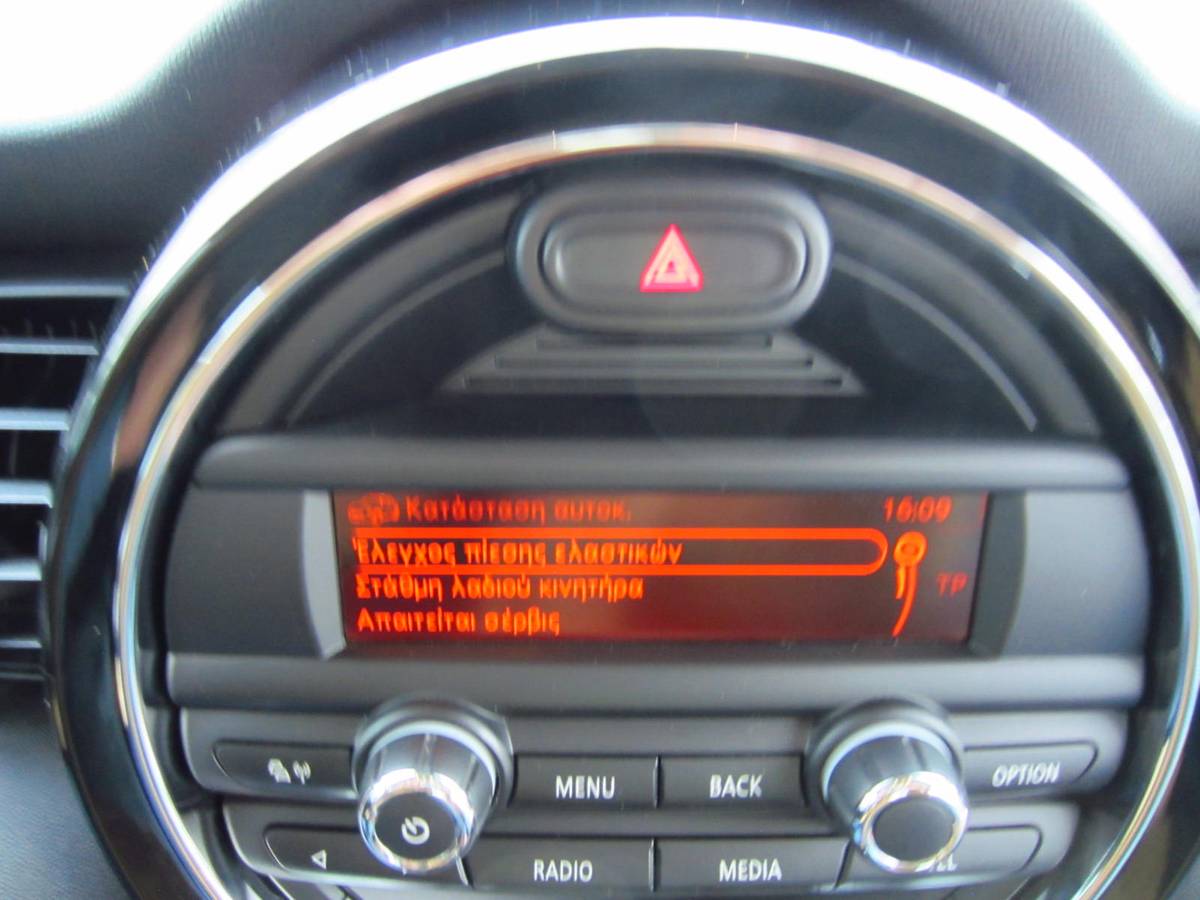 Κατάσταση αυτοκ. 16:09
Έλεγχος πίεσης ελαστικών
Στάθμη λαδιού κινητήρα
TP
Απαιτείται σέρβις
MENU
BACK
OPTION
RADIO
MEDIA